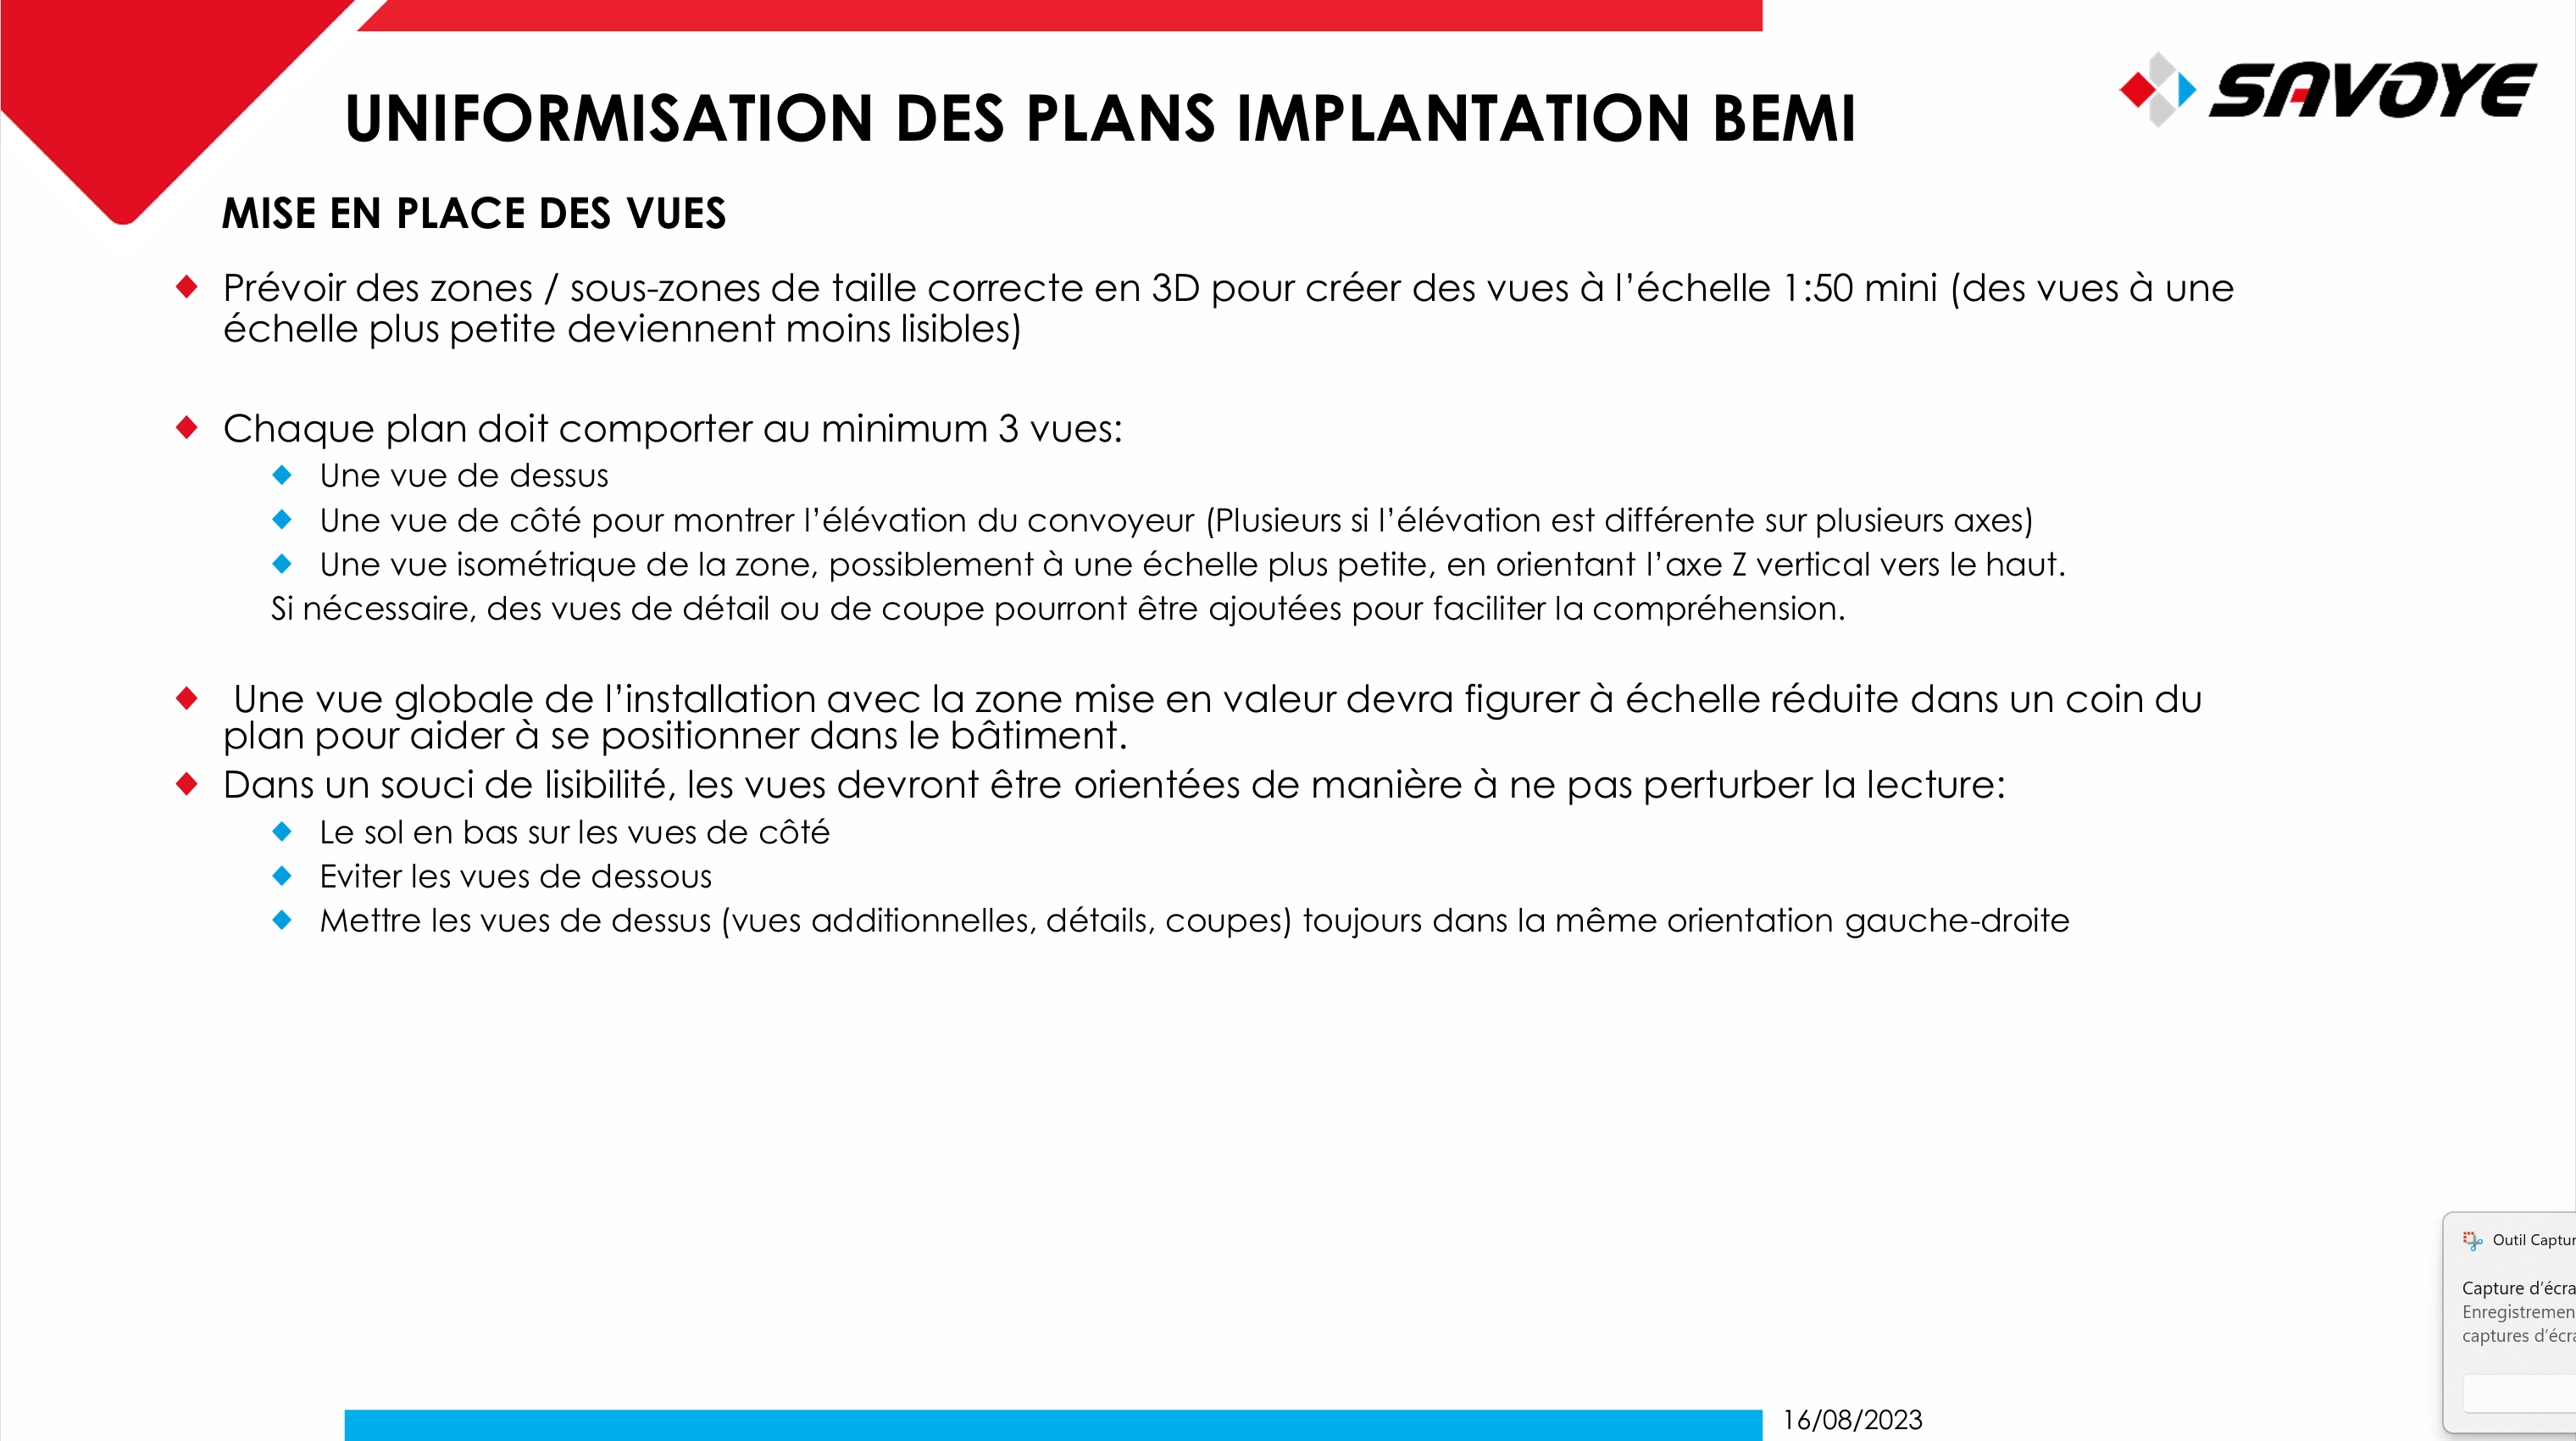 SAVOYE
UNIFORMISATION DES PLANS IMPLANTATION BEMI
MISE EN PLACE DES VUES
Prévoir des zones / sous-zones de taille correcte en 3D pour créer des vues à l’échelle 1:50 mini (des vues à une
échelle plus petite deviennent moins lisibles)
Chaque plan doit comporter au minimum 3 vues:
Une vue de dessus
Une vue de côté pour montrer l’élévation du convoyeur (Plusieurs si l’élévation est différente sur plusieurs axes)
Une vue isométrique de la zone, possiblement à une échelle plus petite, en orientant l’axe Z vertical vers le haut.
Si nécessaire, des vues de détail ou de coupe pourront être ajoutées pour faciliter la compréhension.
Une vue globale de l’installation avec la zone mise en valeur devra figurer à échelle réduite dans un coin du
plan pour aider à se positionner dans le bâtiment.
Dans un souci de lisibilité, les vues devront être orientées de manière à ne pas perturber la lecture:
Le sol en bas sur les vues de côté
Eviter les vues de dessous
Mettre les vues de dessus (vues additionnelles, détails, coupes) toujours dans la même orientation gauche-droite
Outil Captur
Capture d’écra
Enregistremen
captures d’écra
16/08/2023